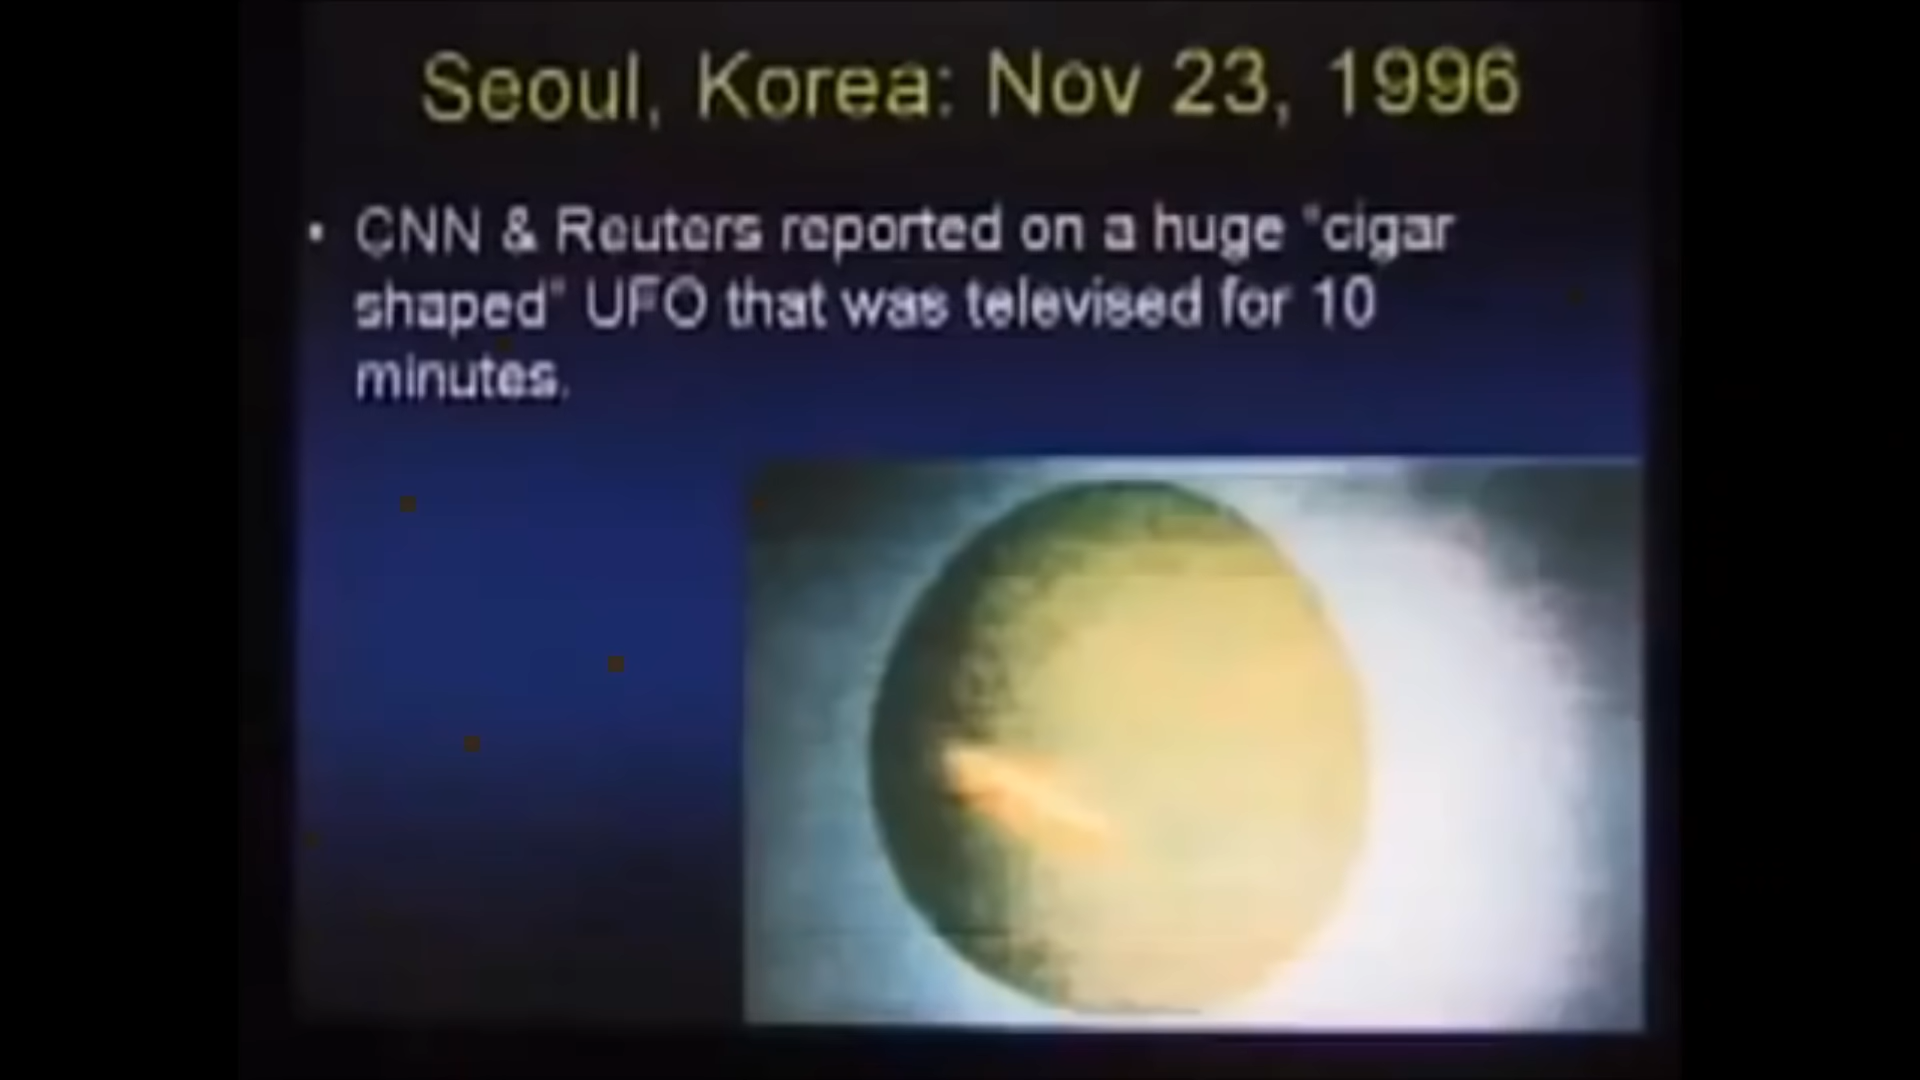 Seoul, Korea: Nov 23, 1996
• CNN & Reuters reported on a huge "cigar
shaped" UFO that was televised for 10
minutes.